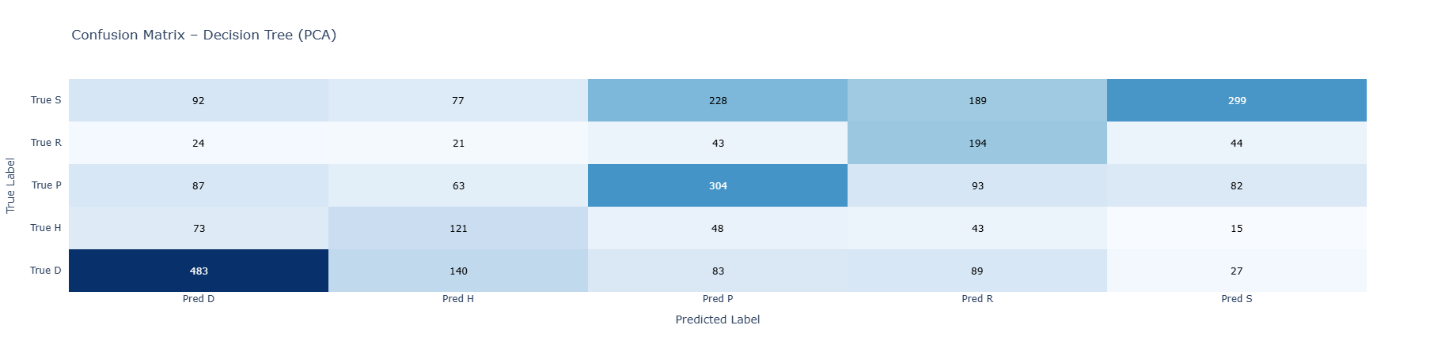 Confusion Matrix – Decision Tree (PCA)
True Label
True S 92 77 228 189 299
True R 24 21 43 194 44
True P 87 63 304 93 82
True H 73 121 48 43 15
True D 483 140 83 89 27
Pred D Pred H Pred P Pred R Pred S
Predicted Label